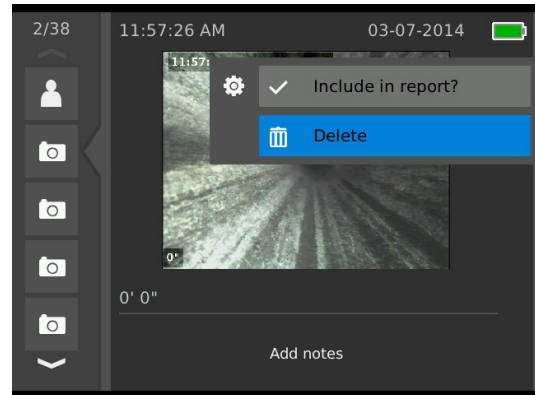 2/38
11:57:26 AM 03-07-2014
11:57:
Include in report?
Delete
0"
0' 0"
Add notes